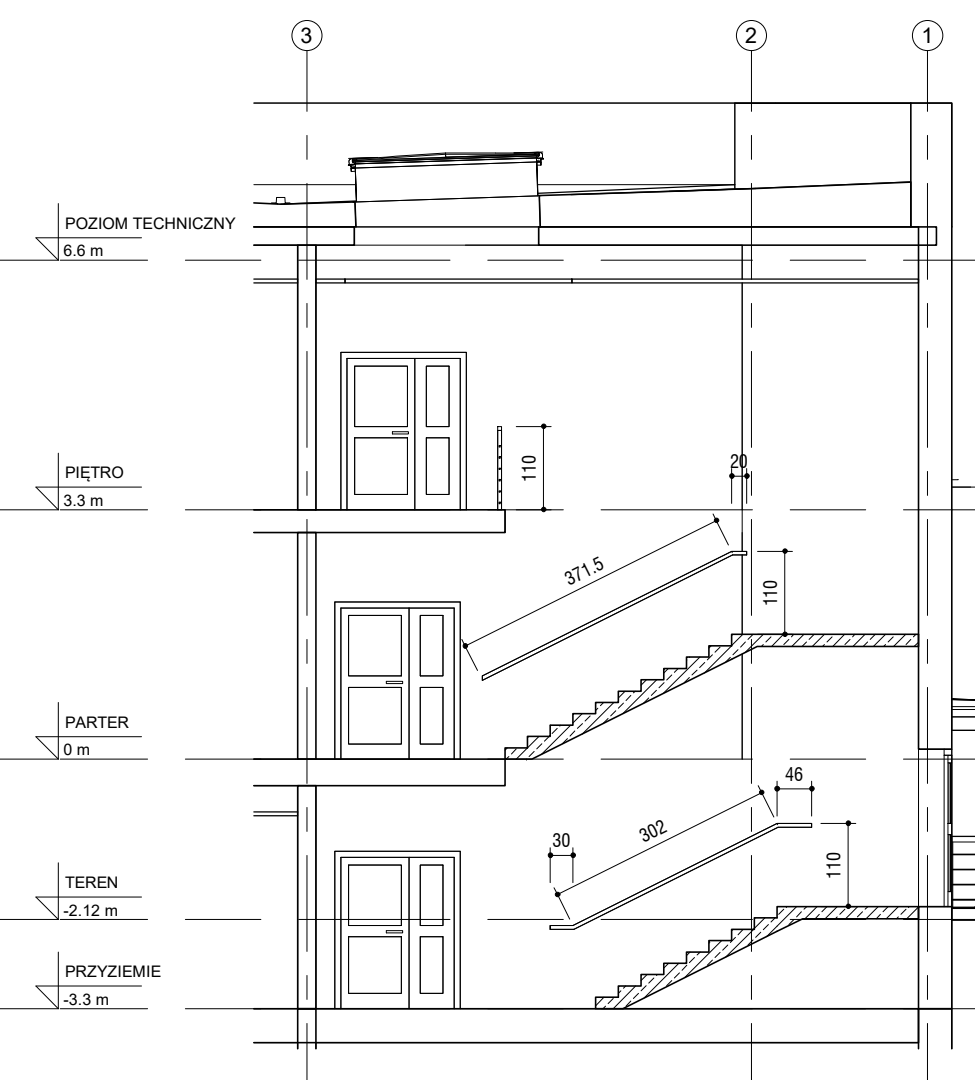 3
2
1
POZIOM TECHNICZNY
6.6 m
PIĘTRO
3.3 m
110
20
371.5
110
PARTER
0 m
46
302
30
110
TEREN
-2.12 m
PRZYZIEMIE
-3.3 m